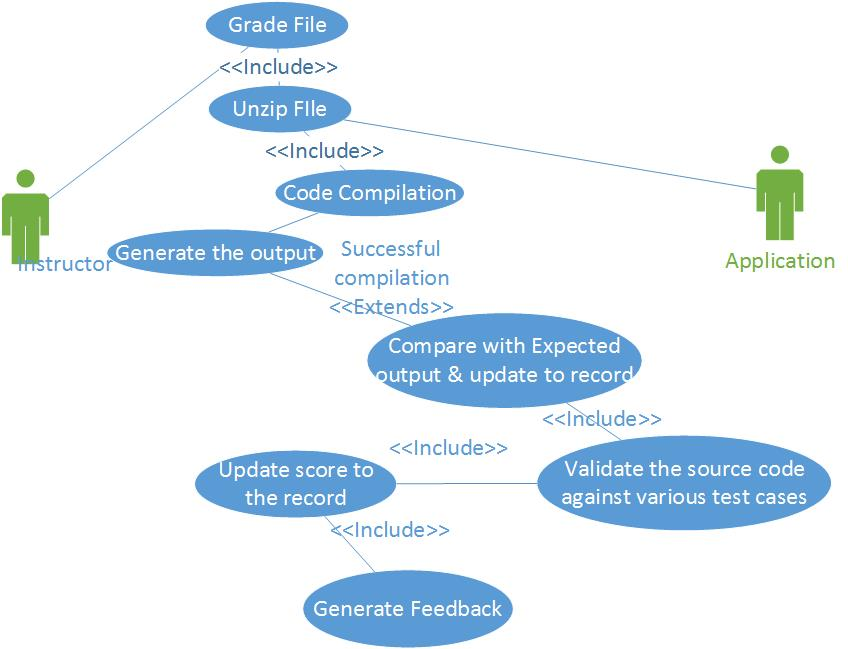 Grade File
<<Include>>
Unzip FIle
<<Include>>
Code Compilation
Instructor
Generate the output
Successful
compilation
<<Extends>>
Application
Compare with Expected
output & update to record
<<Include>>
<<Include>>
Update score to
the record
Validate the source code
against various test cases
<<Include>>
Generate Feedback